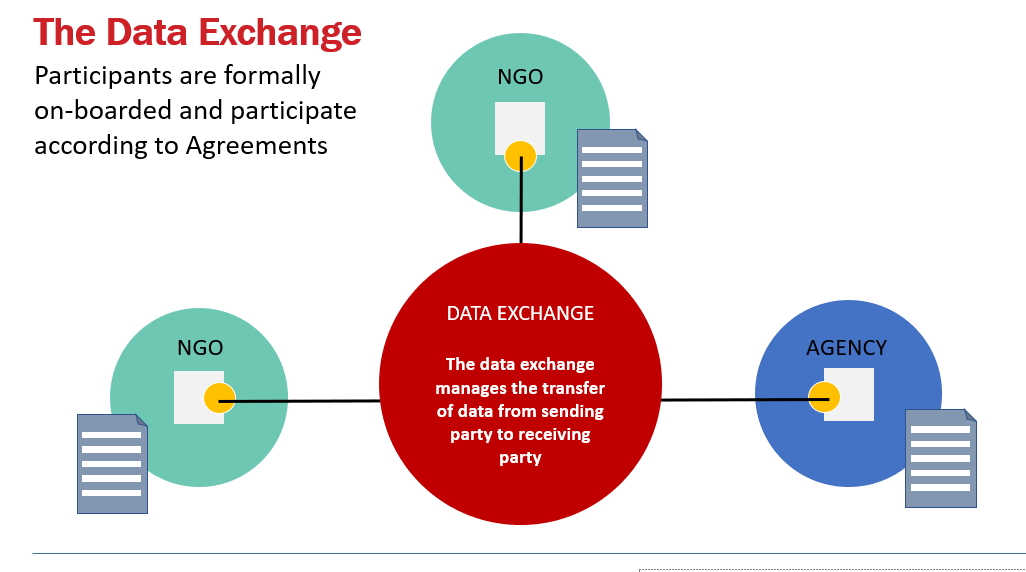 The Data Exchange
Participants are formally
on-boarded and participate
according to Agreements
NGO
DATA EXCHANGE
The data exchange
manages the transfer
of data from sending
party to receiving
party
NGO
AGENCY